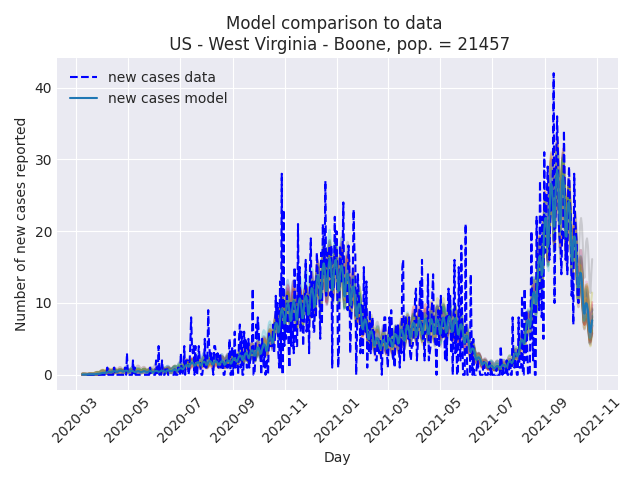 Model comparison to data
US - West Virginia - Boone, pop. = 21457
new cases data
new cases model
Number of new cases reported
40
30
20
10
0
2020-03
2020-05
2020-07
2020-09
2020-11
2021-01
2021-03
2021-05
2021-07
2021-09
2021-11
Day